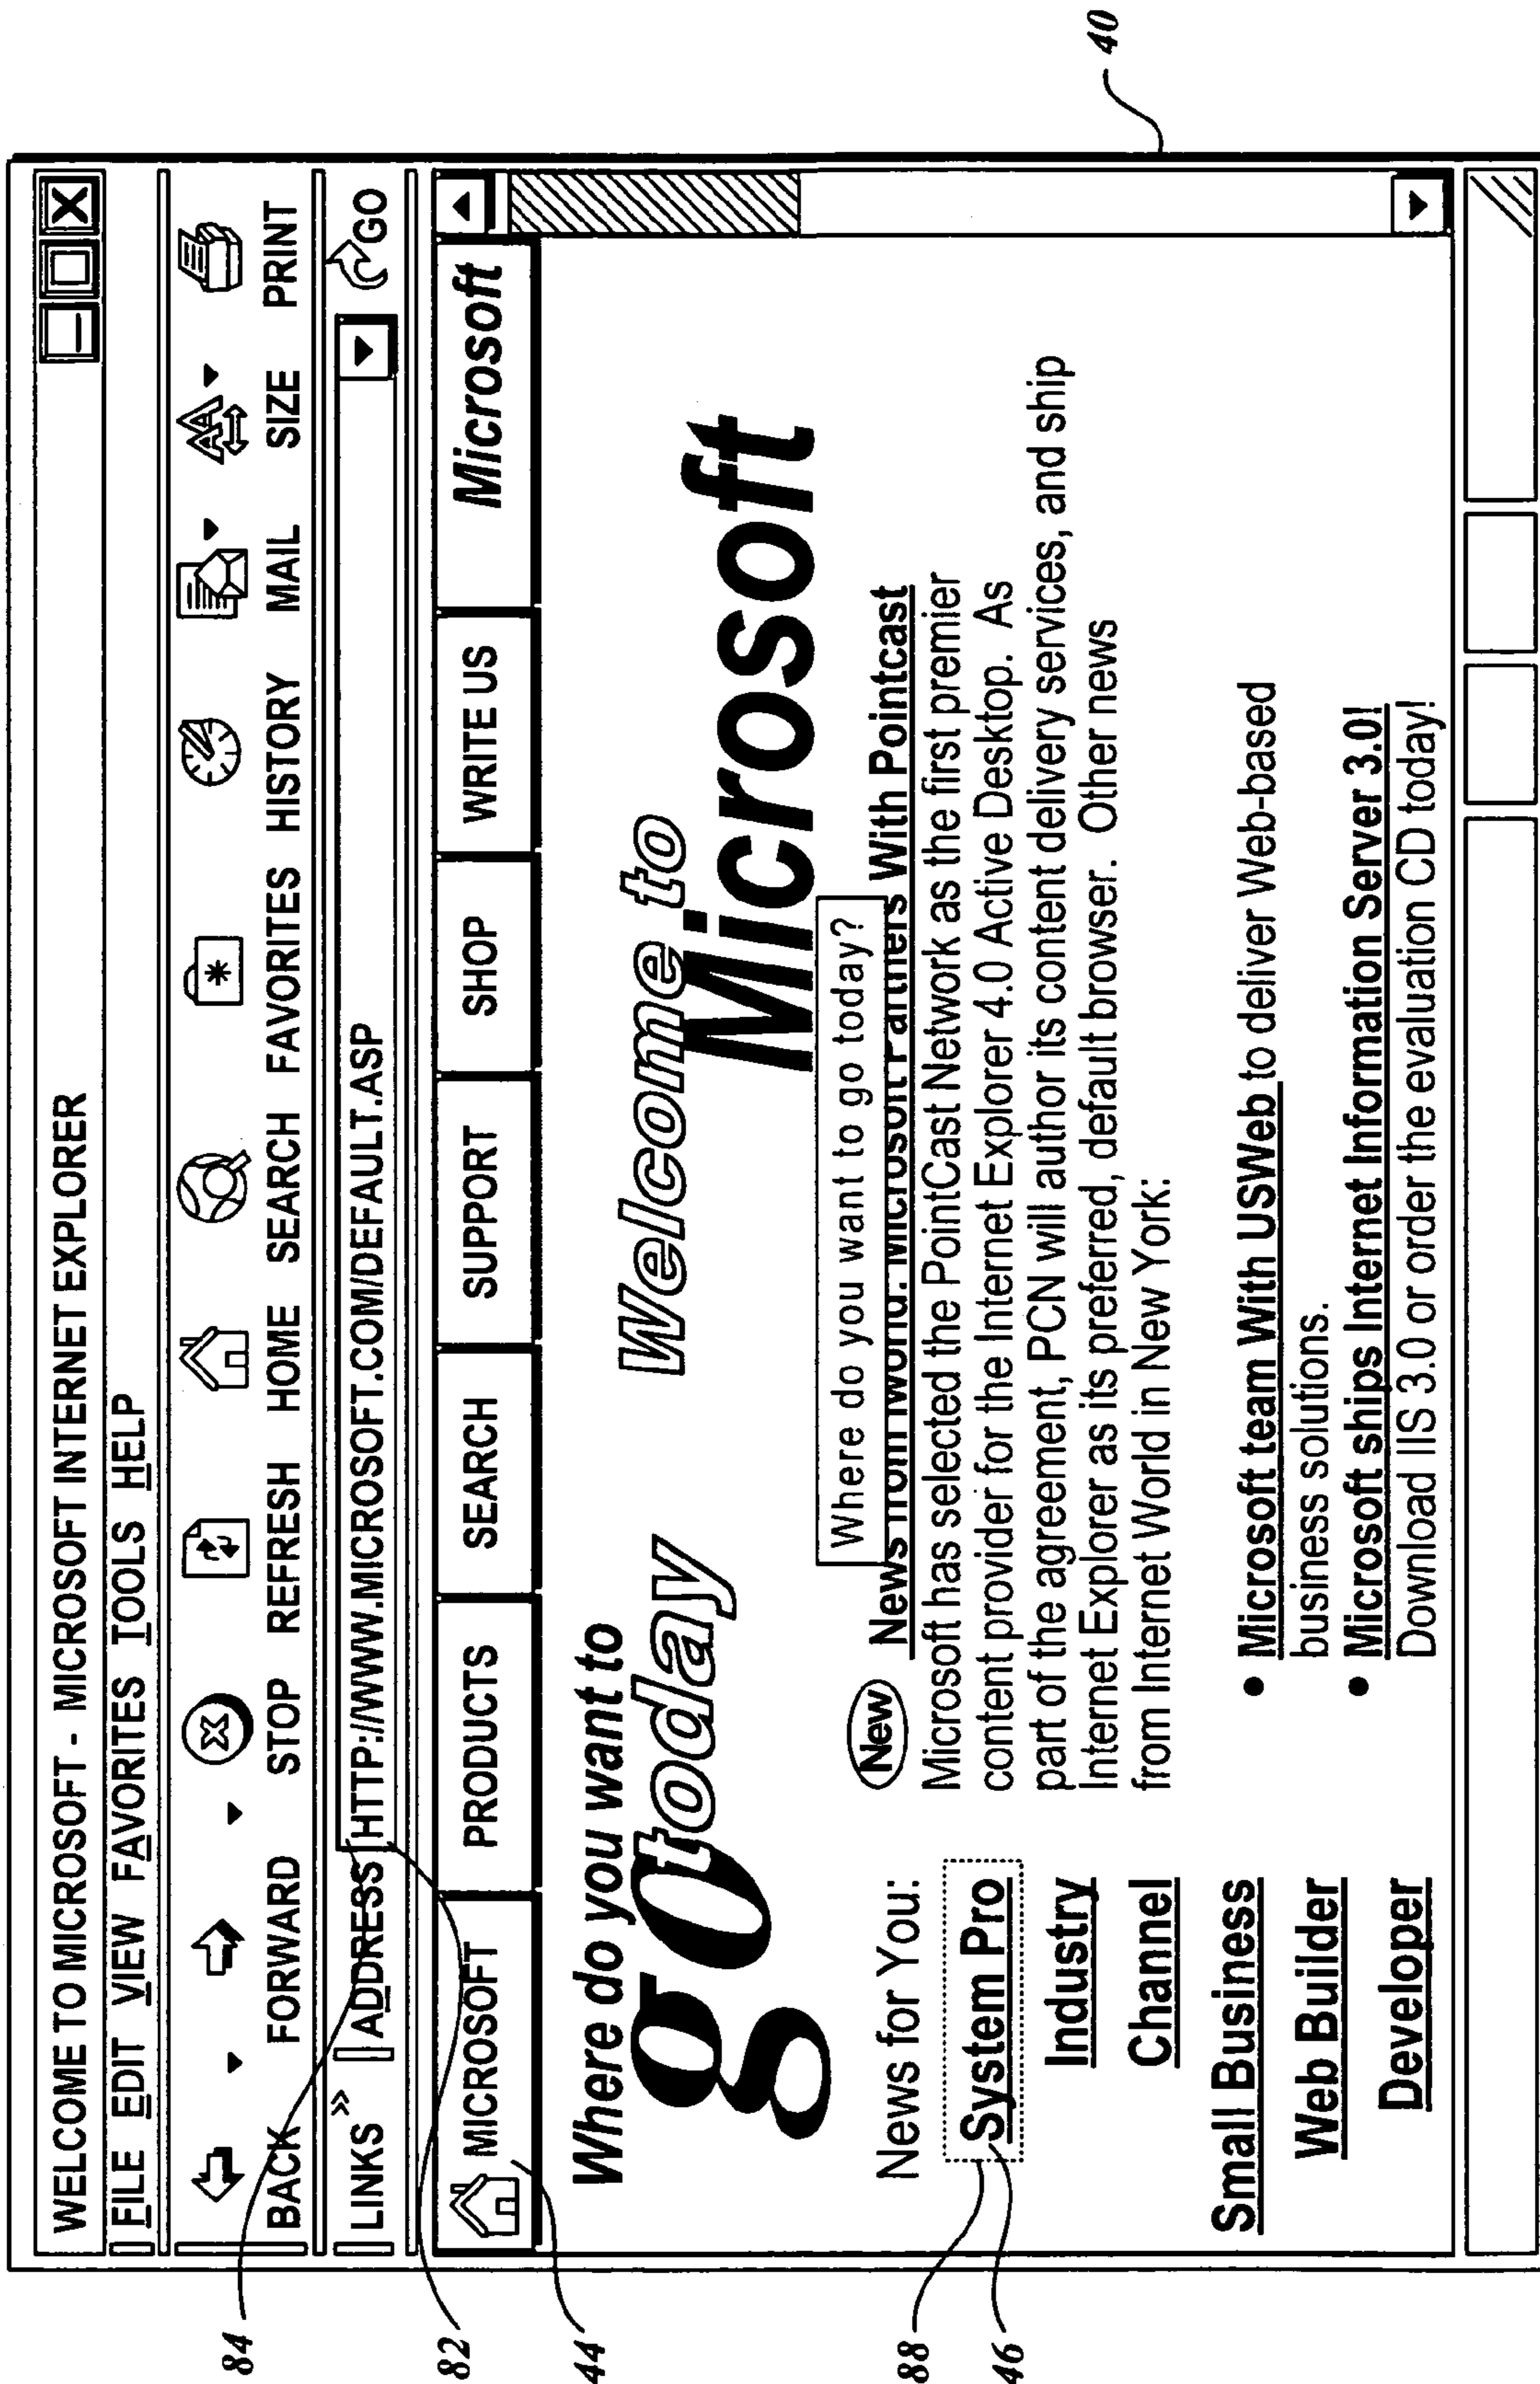 WELCOME TO MICROSOFT - MICROSOFT INTERNET EXPLORER
FILE EDIT VIEW FAVORITES TOOLS HELP
BACK FORWARD STOP REFRESH HOME SEARCH FAVORITES HISTORY MAIL SIZE PRINT
LINKS » ADDRESS HTTP://WWW.MICROSOFT.COM/DEFAULT.ASP GO
MICROSOFT PRODUCTS SEARCH SUPPORT SHOP WRITE US Microsoft
Where do you want to
go today
Welcome to
Microsoft
Where do you want to go today?
New News from IWorld: Microsoft Partners With Pointcast
Microsoft has selected the PointCast Network as the first premier
content provider for the Internet Explorer 4.0 Active Desktop. As
part of the agreement, PCN will author its content delivery services, and ship
Internet Explorer as its preferred, default browser. Other news
from Internet World in New York:
• Microsoft team With USWeb to deliver Web-based
business solutions.
• Microsoft ships Internet Information Server 3.0!
Download IIS 3.0 or order the evaluation CD today!
News for You:
System Pro
Industry
Channel
Small Business
Web Builder
Developer
84
82
44
88
46
40